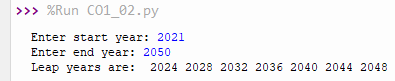 >>> %Run CO1_02.py
Enter start year: 2021
Enter end year: 2050
Leap years are:  2024 2028 2032 2036 2040 2044 2048